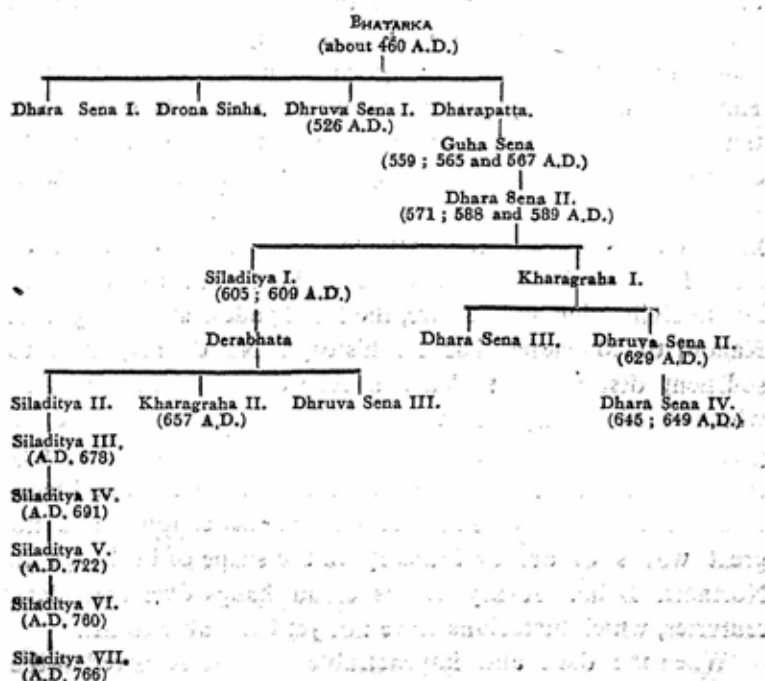 BHATARKA
(about 460 A.D.)
Dhara Sena I. Drona Sinha. Dhruva Sena I. Dharapatta.
(526 A.D.)
Guha Sena
(559 ; 565 and 567 A.D.)
Dhara Sena II.
(571 ; 588 and 589 A.D.)
Siladitya I. Kharagraha I.
(605 ; 609 A.D.)
Derabhata Dhara Sena III. Dhruva Sena II.
(629 A.D.)
Siladitya II. Kharagraha II. Dhruva Sena III. Dhara Sena IV.
(657 A.D.) (645 ; 649 A.D.)
Siladitya III.
(A.D. 678)
Siladitya IV.
(A.D. 691)
Siladitya V.
(A.D. 722)
Siladitya VI.
(A.D. 760)
Siladitya VII.
(A.D. 766)